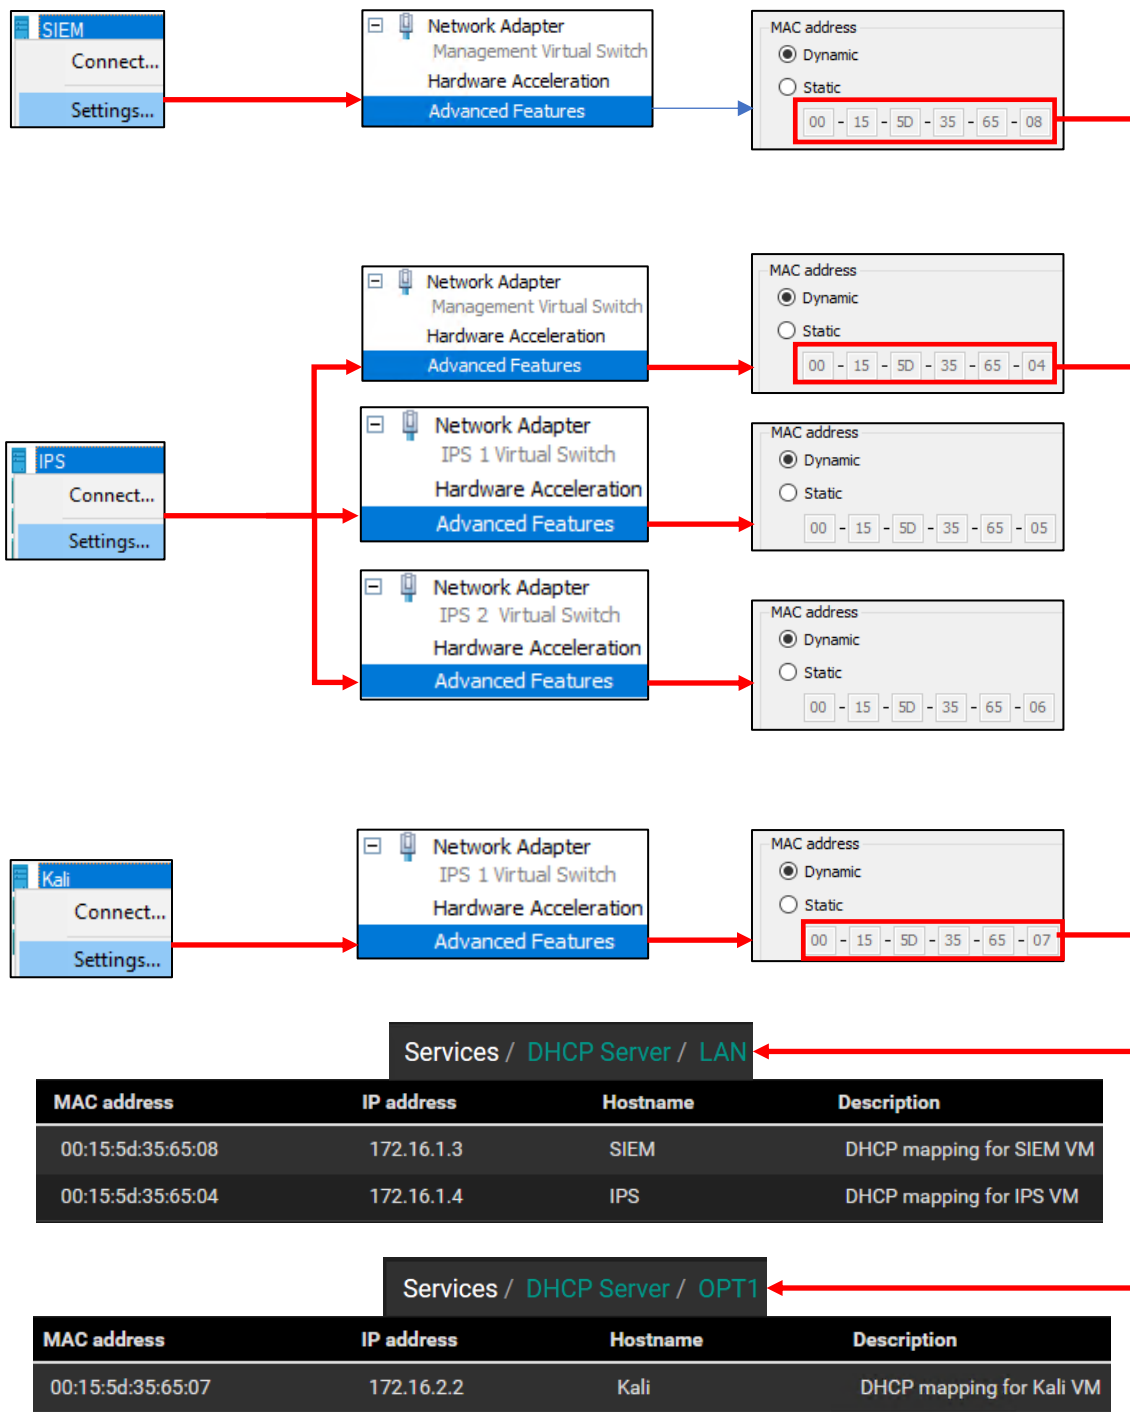 SIEM
Connect...
Settings...
Network Adapter
Management Virtual Switch
Hardware Acceleration
Advanced Features
MAC address
Dynamic
Static
00 - 15 - 5D - 35 - 65 - 08
IPS
Connect...
Settings...
Network Adapter
Management Virtual Switch
Hardware Acceleration
Advanced Features
MAC address
Dynamic
Static
00 - 15 - 5D - 35 - 65 - 04
Network Adapter
IPS 1 Virtual Switch
Hardware Acceleration
Advanced Features
MAC address
Dynamic
Static
00 - 15 - 5D - 35 - 65 - 05
Network Adapter
IPS 2 Virtual Switch
Hardware Acceleration
Advanced Features
MAC address
Dynamic
Static
00 - 15 - 5D - 35 - 65 - 06
Kali
Connect...
Settings...
Network Adapter
IPS 1 Virtual Switch
Hardware Acceleration
Advanced Features
MAC address
Dynamic
Static
00 - 15 - 5D - 35 - 65 - 07
Services / DHCP Server / LAN
MAC address IP address Hostname Description
00:15:5d:35:65:08 172.16.1.3 SIEM DHCP mapping for SIEM VM
00:15:5d:35:65:04 172.16.1.4 IPS DHCP mapping for IPS VM
Services / DHCP Server / OPT1
MAC address IP address Hostname Description
00:15:5d:35:65:07 172.16.2.2 Kali DHCP mapping for Kali VM